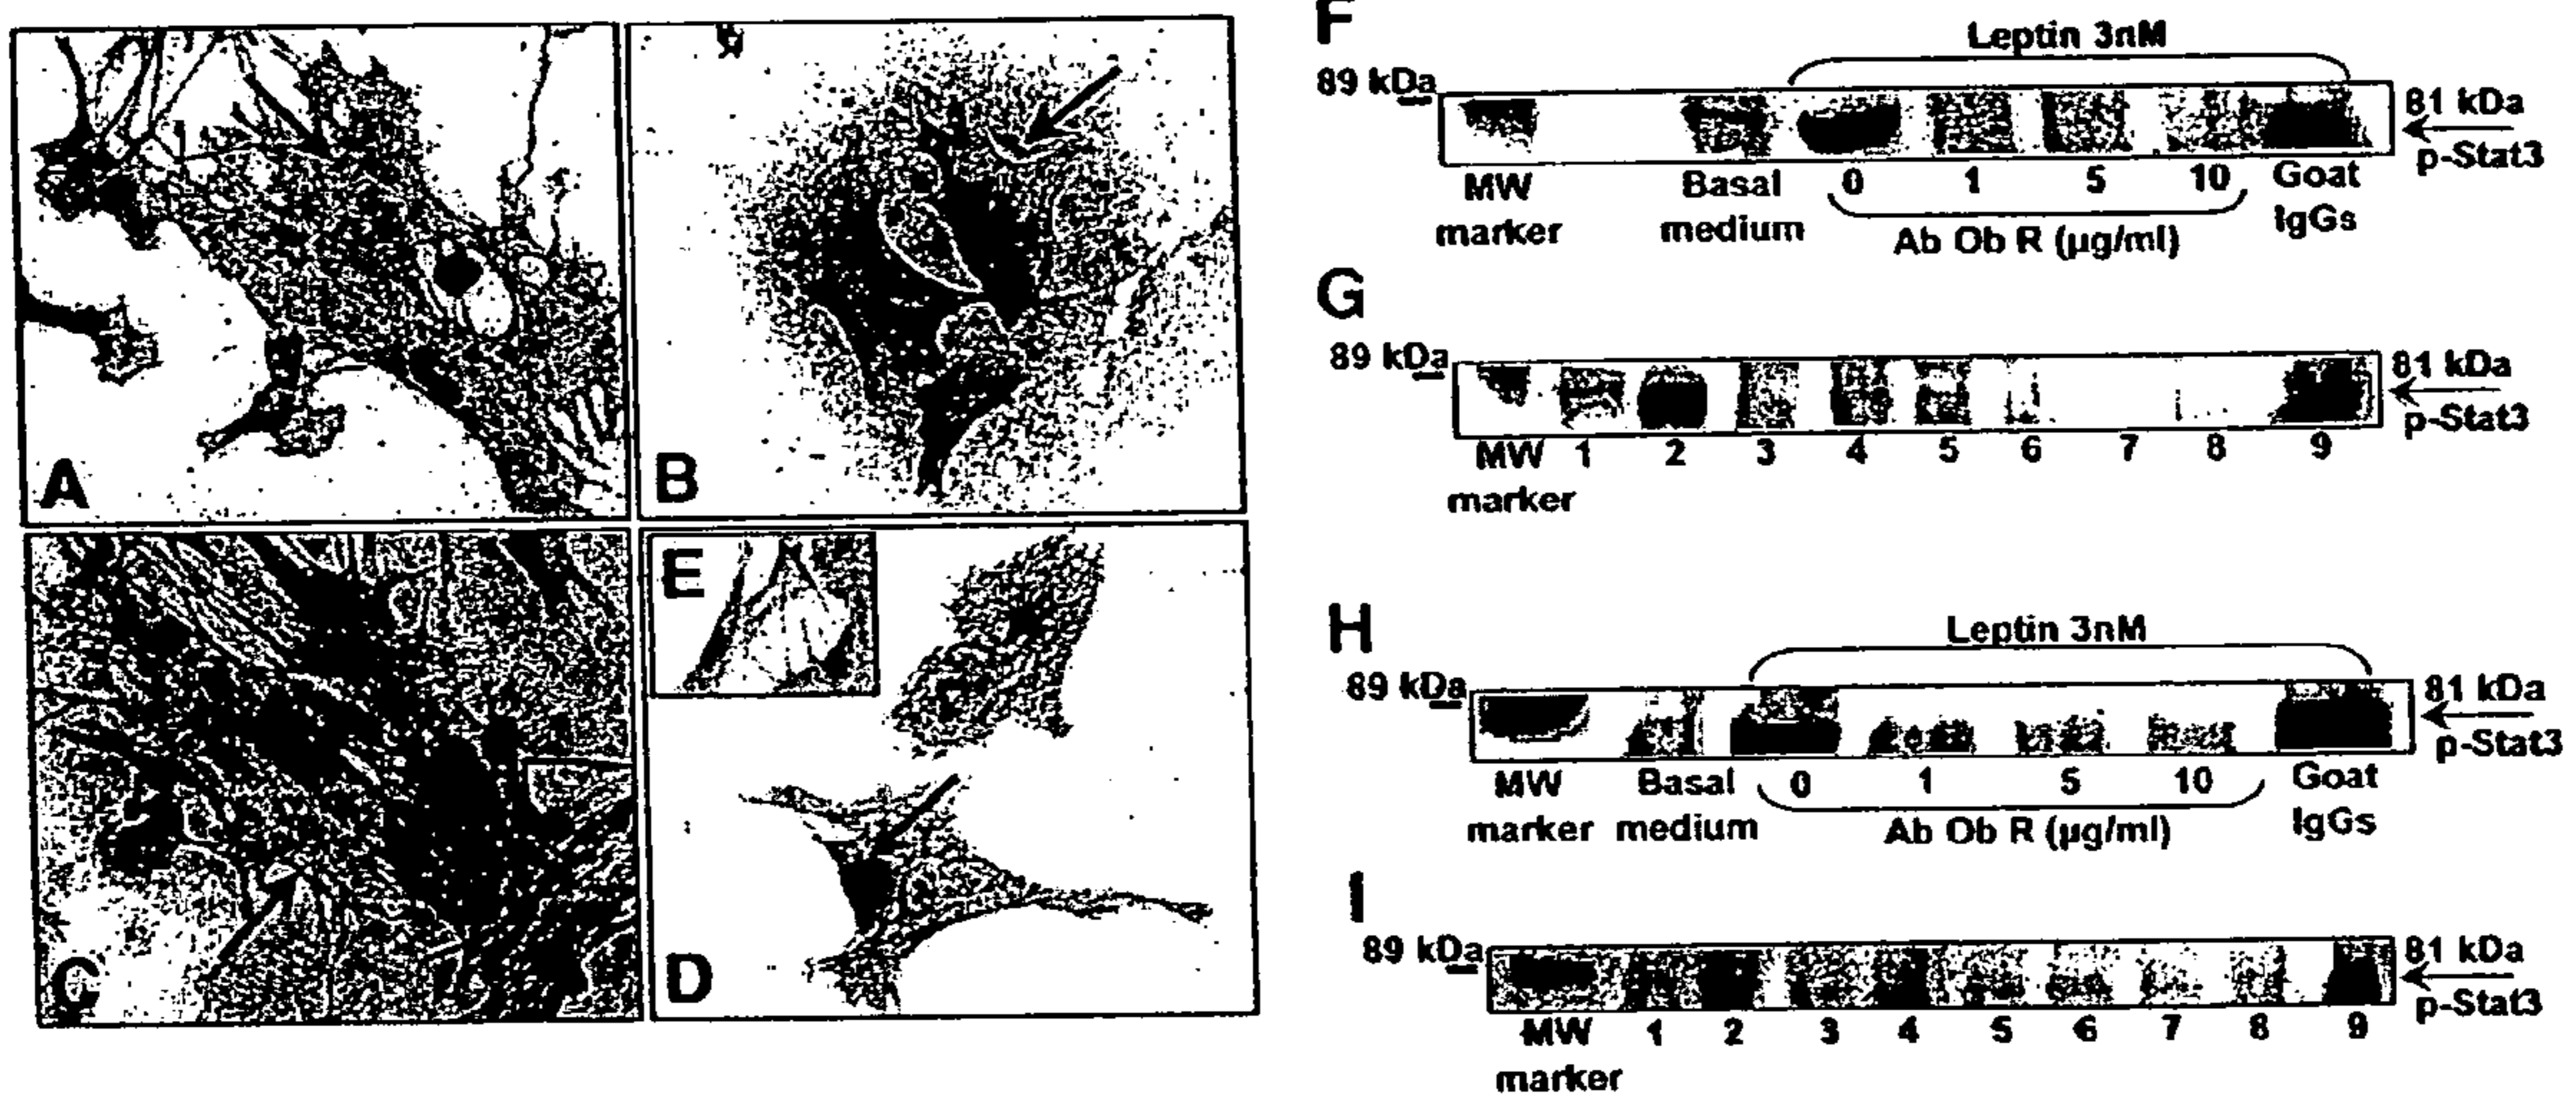 A
B
C
E
D
F
Leptin 3nM
89 kDa
81 kDa
p-Stat3
MW marker
Basal medium
0 1 5 10
Goat IgGs
Ab Ob R (µg/ml)
G
89 kDa
81 kDa
p-Stat3
MW marker
1 2 3 4 5 6 7 8 9
H
Leptin 3nM
89 kDa
81 kDa
p-Stat3
MW marker
Basal medium
0 1 5 10
Goat IgGs
Ab Ob R (µg/ml)
I
89 kDa
81 kDa
p-Stat3
MW marker
1 2 3 4 5 6 7 8 9